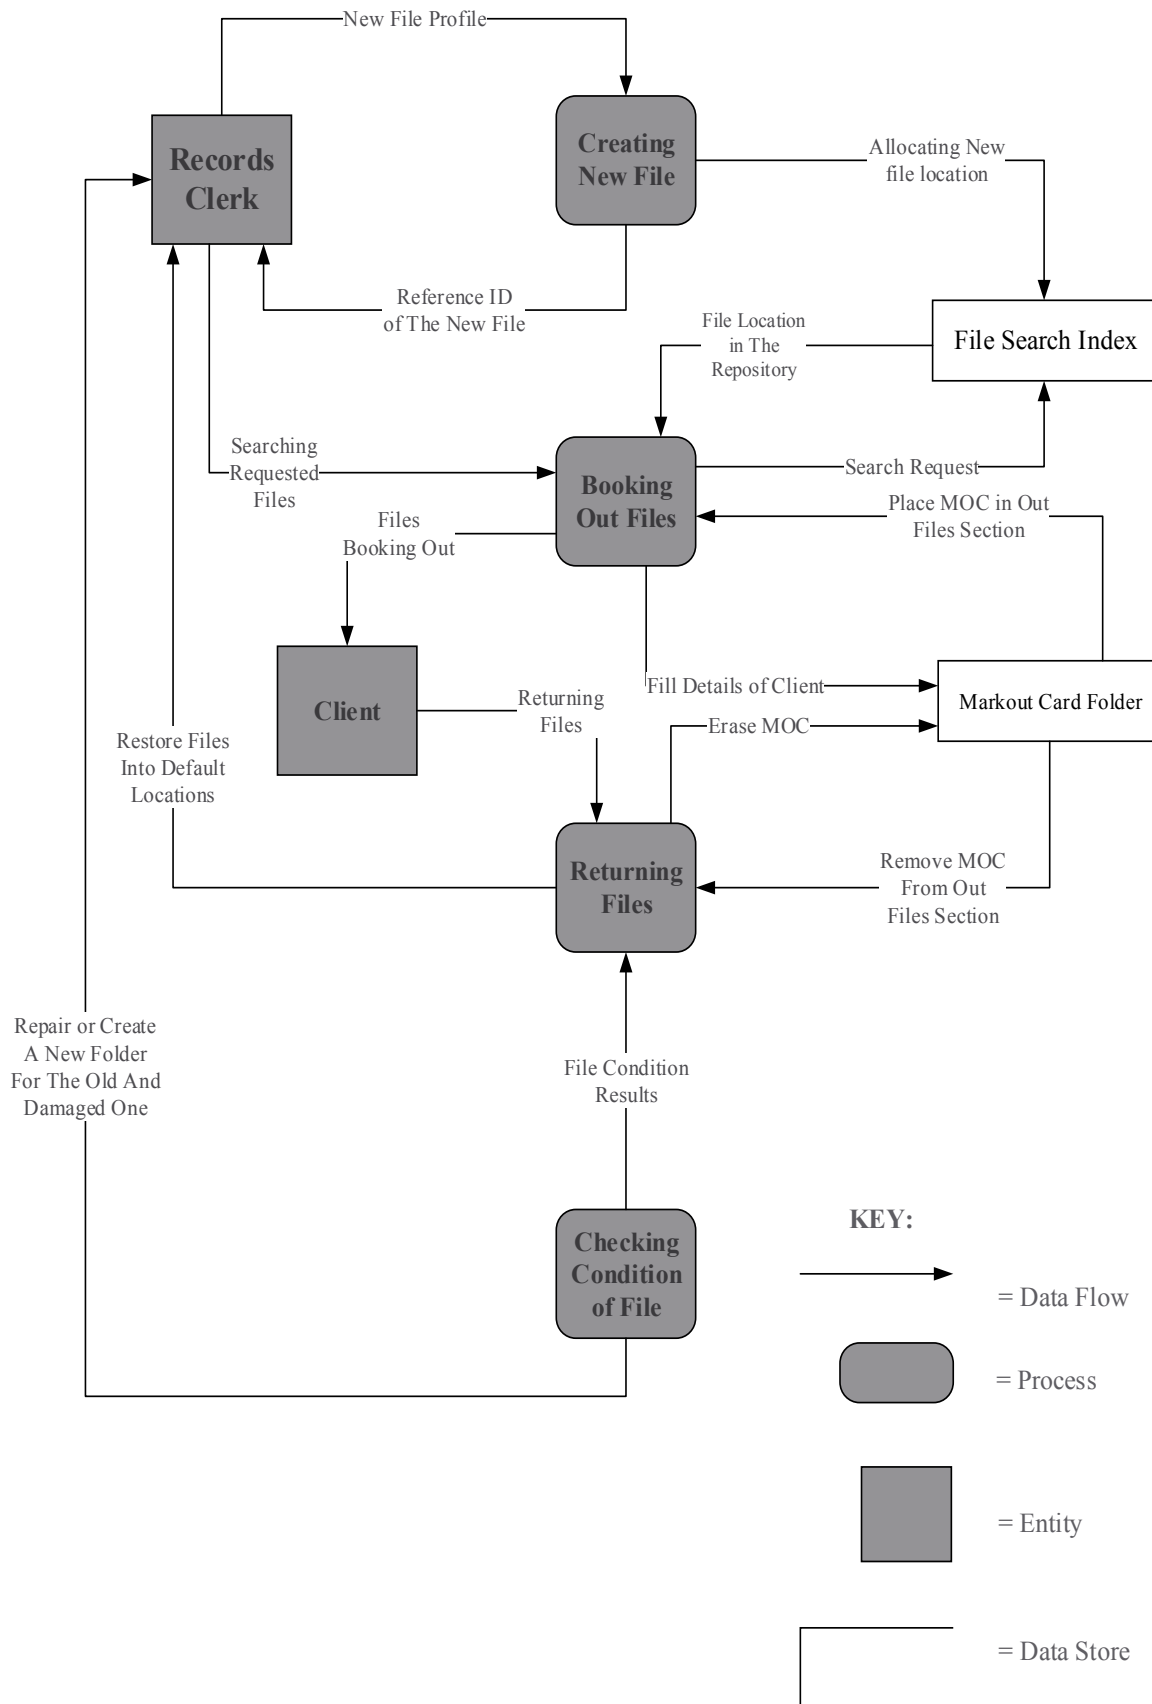 New File Profile
Creating
New File
Records
Clerk
Allocating New
file location
Reference ID
of The New File
File Location
in The
Repository
File Search Index
Searching
Requested
Files
Booking
Out Files
Search Request
Place MOC in Out
Files Section
Files
Booking Out
Client
Returning
Files
Fill Details of Client
Markout Card Folder
Erase MOC
Restore Files
Into Default
Locations
Returning
Files
Remove MOC
From Out
Files Section
Repair or Create
A New Folder
For The Old And
Damaged One
File Condition
Results
Checking
Condition
of File
KEY:
= Data Flow
= Process
= Entity
= Data Store